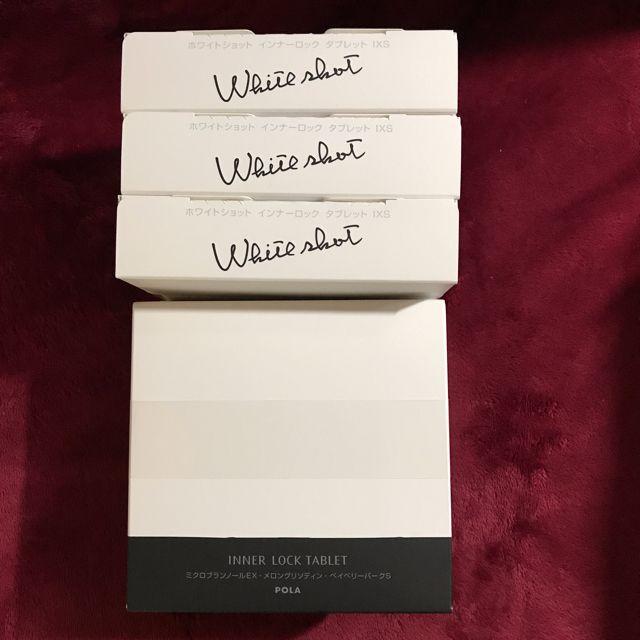 ホワイトショット インナーロック タブレット IXS
White shot
ホワイトショット インナーロック タブレット IXS
White shot
ホワイトショット インナーロック タブレット IXS
White shot
INNER LOCK TABLET
ミクロブランノールEX・メロングリソディン・ベイベリーバークS
POLA